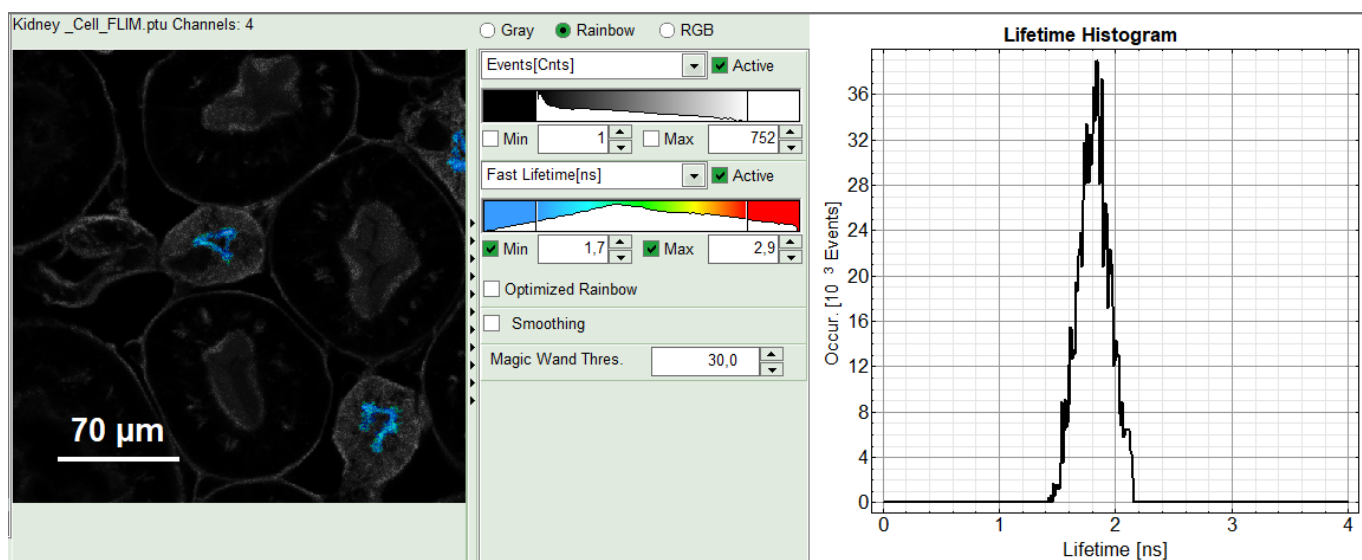 Kidney _Cell_FLIM.ptu Channels: 4
70 µm
Gray Rainbow RGB
Events[Cnts] Active
Min 1 Max 752
Fast Lifetime[ns] Active
Min 1,7 Max 2,9
Optimized Rainbow
Smoothing
Magic Wand Thres. 30,0
Lifetime Histogram
Occur. [10 3 Events]
36
32
28
24
20
16
12
8
4
0
0 1 2 3 4
Lifetime [ns]